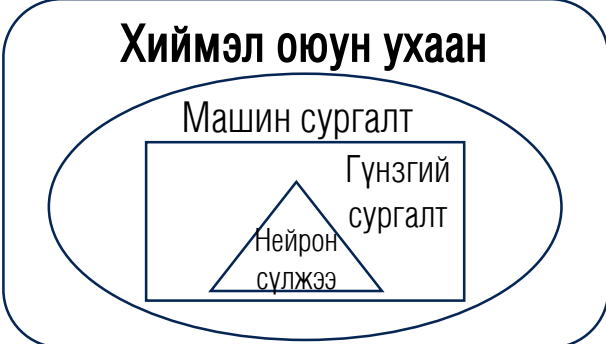 Хиймэл оюун ухаан
Машин сургалт
Гүнзгий
сургалт
Нейрон
сүлжээ